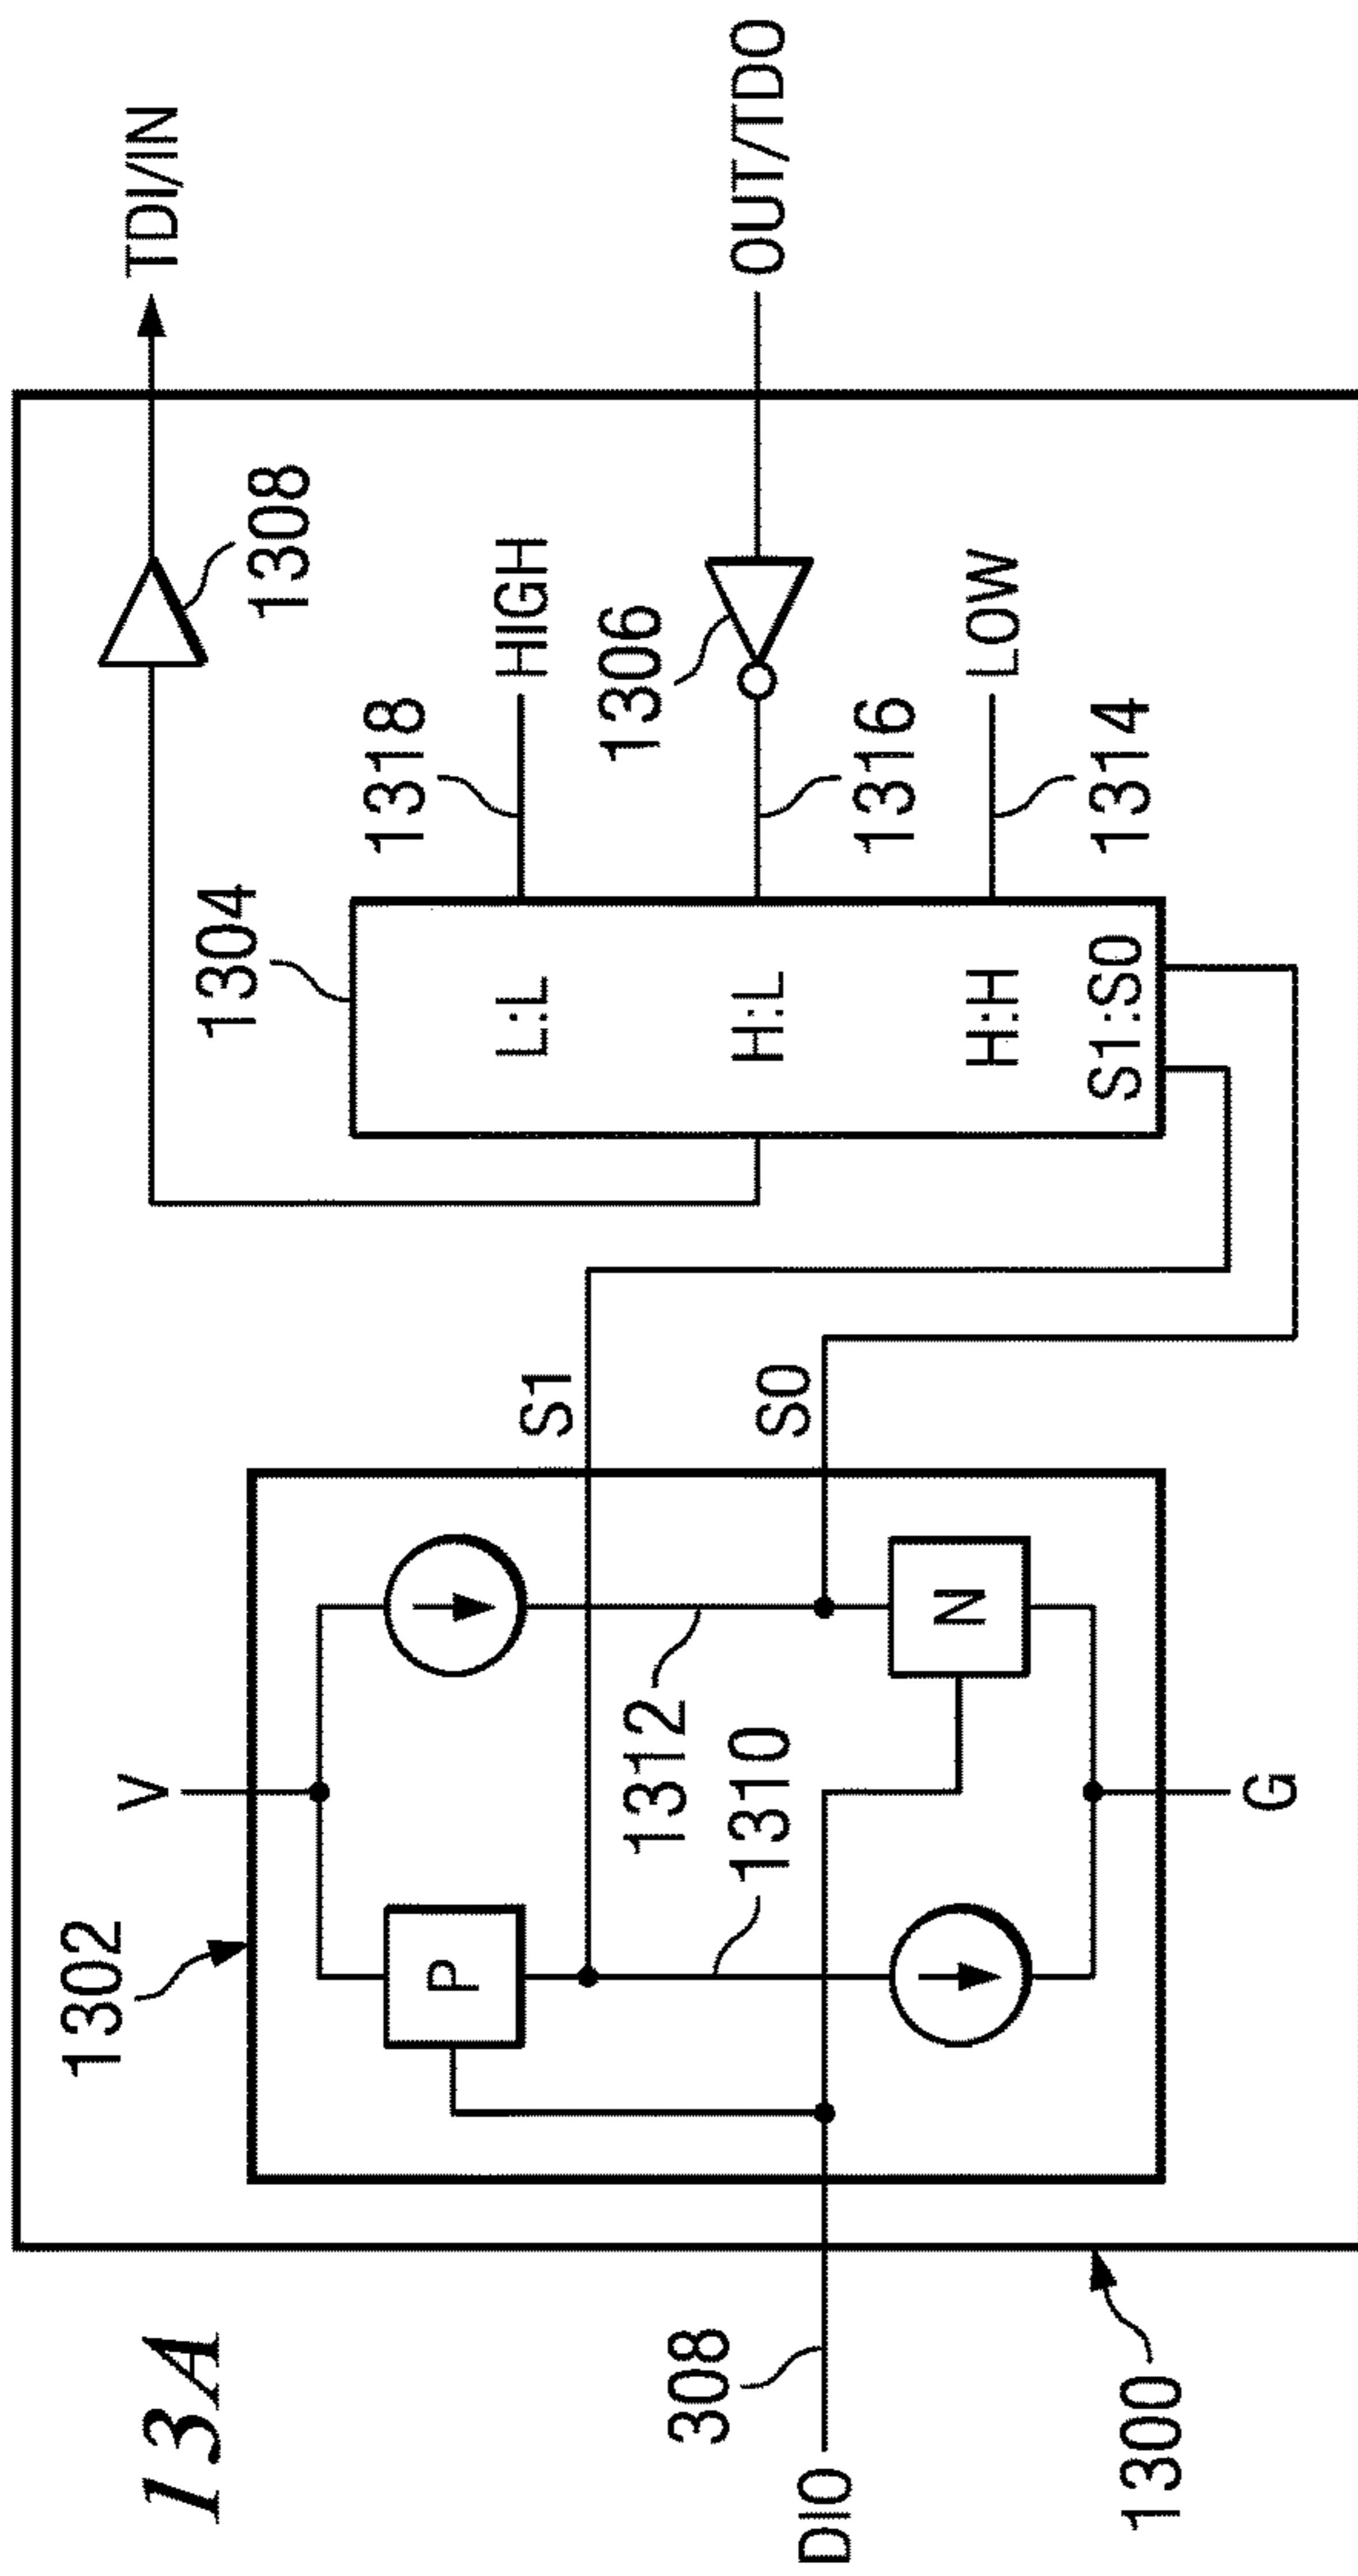 13A
1302
V
1304
1308
TDI/IN
P
S1
1318
HIGH
L:L
308
1312
1310
S0
H:L
1306
1316
OUT/TDO
DIO
N
H:H
LOW
1314
S1:S0
1300
G